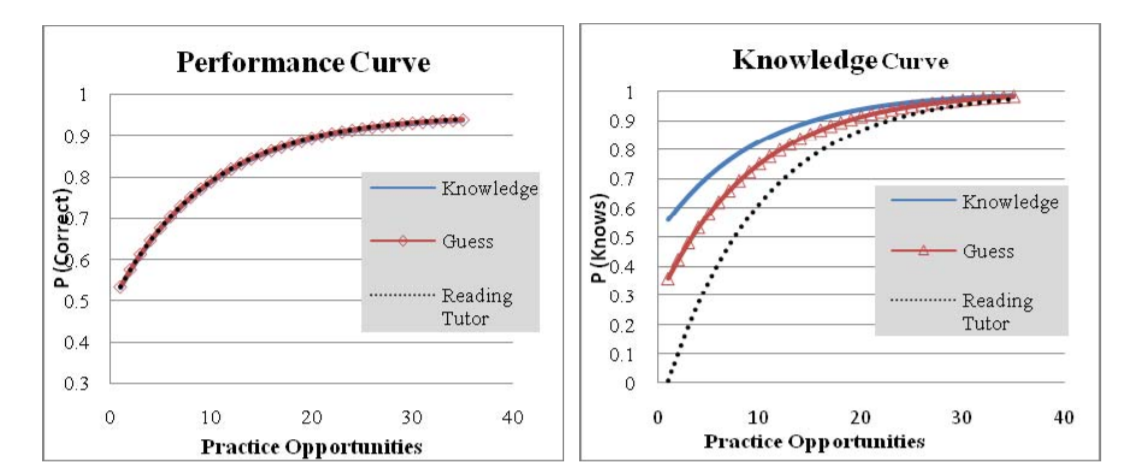 Performance Curve
1
0.9
0.8
0.7
0.6
0.5
0.4
0.3
P (Correct)
0 10 20 30 40
Practice Opportunities
Knowledge
Guess
Reading
Tutor
Knowledge Curve
1
0.9
0.8
0.7
0.6
0.5
0.4
0.3
0.2
0.1
0
P (Knows)
0 10 20 30 40
Practice Opportunities
Knowledge
Guess
Reading
Tutor